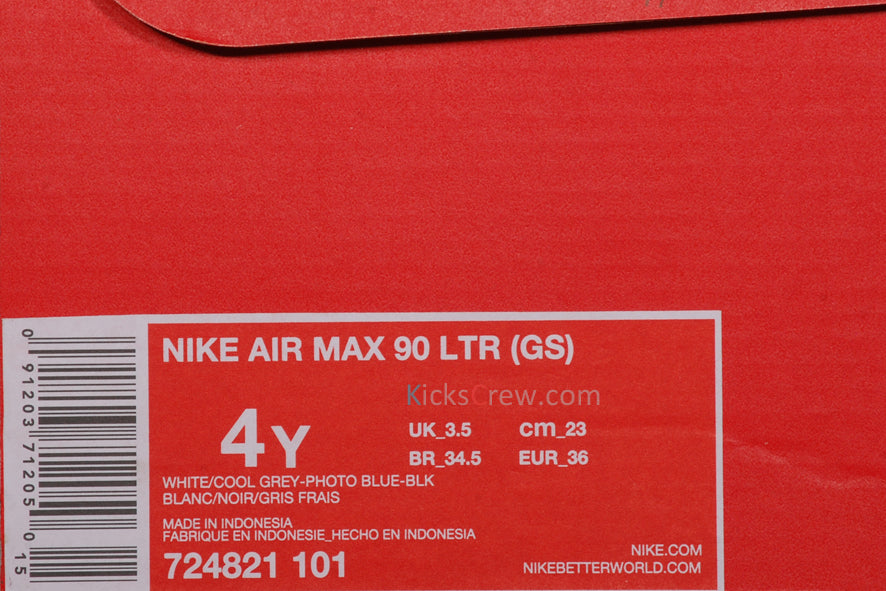 NIKE AIR MAX 90 LTR (GS)
KicksCrew.com
4Y
UK_3.5 cm_23
BR_34.5 EUR_36
WHITE/COOL GREY-PHOTO BLUE-BLK
BLANC/NOIR/GRIS FRAIS
MADE IN INDONESIA
FABRIQUE EN INDONESIE_HECHO EN INDONESIA
724821 101
NIKE.COM
NIKEBETTERWORLD.COM
0 91203 71205 0 15